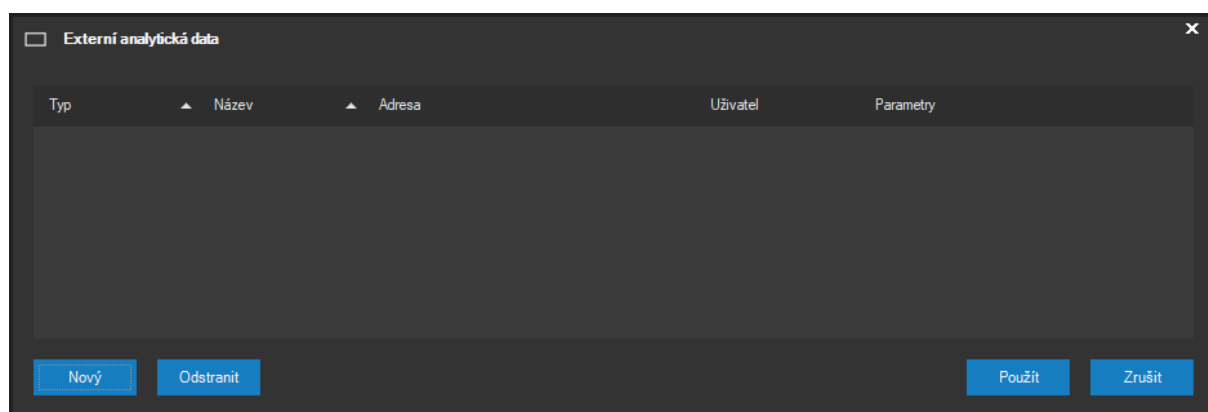 Externí analytická data
Typ Název Adresa Uživatel Parametry
Nový Odstranit Použít Zrušit